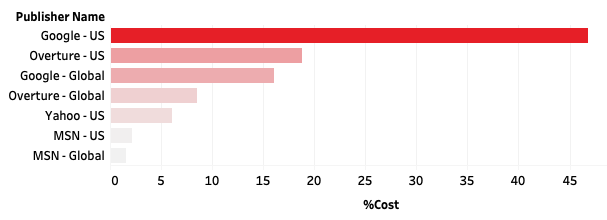 Publisher Name
Google - US
Overture - US
Google - Global
Overture - Global
Yahoo - US
MSN - US
MSN - Global
0 5 10 15 20 25 30 35 40 45
%Cost